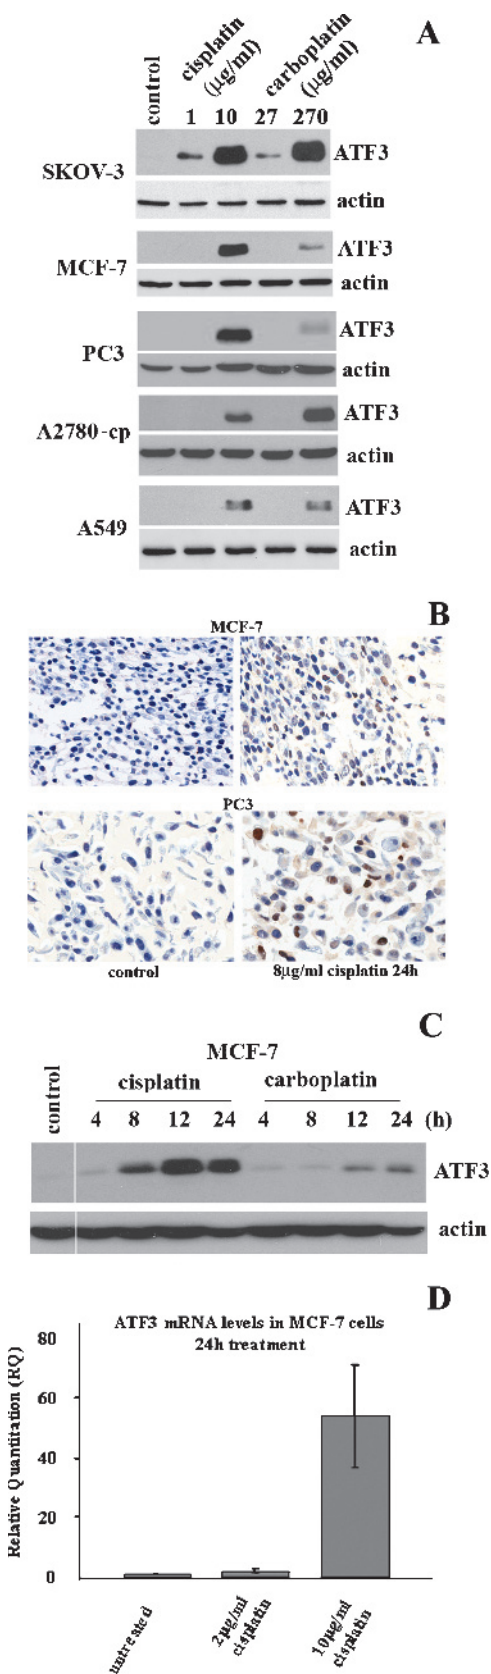 A
control
cisplatin
(µg/ml)
carboplatin
(µg/ml)
1 10 27 270
SKOV-3
ATF3
actin
MCF-7
ATF3
actin
PC3
ATF3
actin
A2780-cp
ATF3
actin
A549
ATF3
actin
B
MCF-7
PC3
control
8µg/ml cisplatin 24h
C
MCF-7
control
cisplatin carboplatin
4 8 12 24 4 8 12 24 (h)
ATF3
actin
D
ATF3 mRNA levels in MCF-7 cells
24h treatment
Relative Quantitation (RQ)
80
60
40
20
0
untreated
2µg/ml
cisplatin
10µg/ml
cisplatin